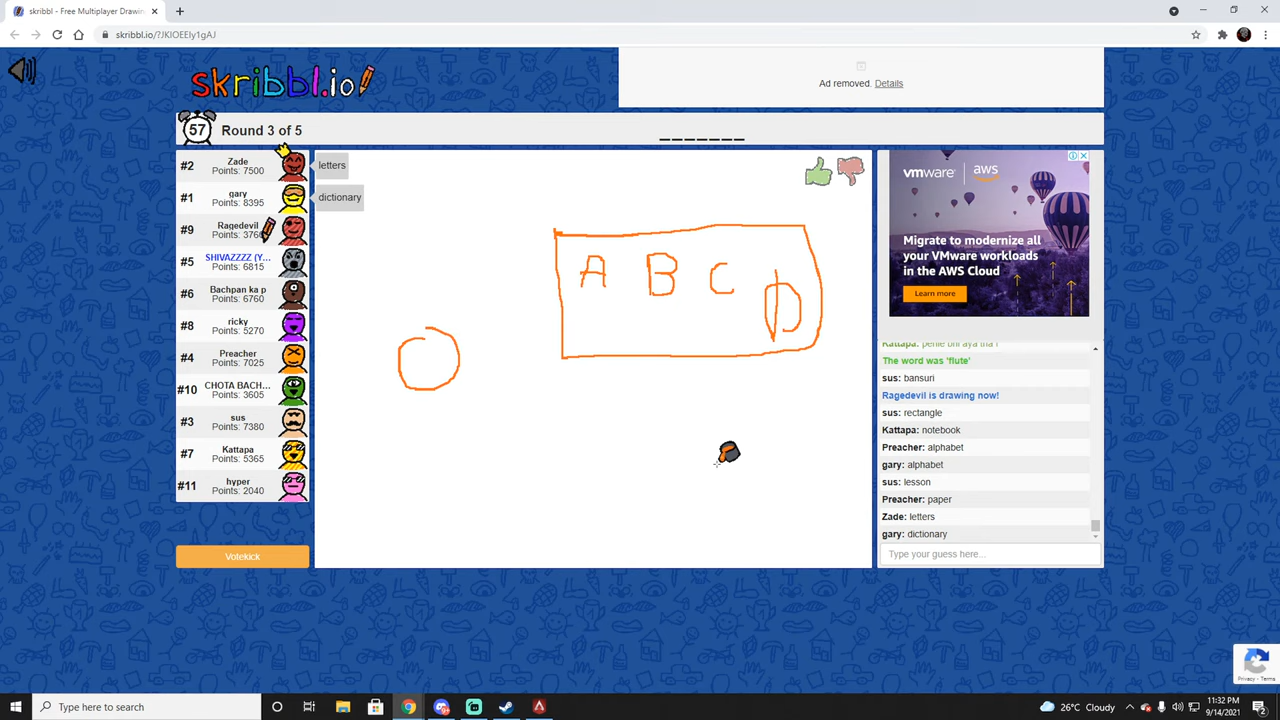 skribbl - Free Multiplayer Drawin
skribbl.io/?JKIOEEIy1gAJ
skribbl.io
Ad removed. Details
57
Round 3 of 5
_______
#2
Zade
Points: 7500
letters
#1
gary
Points: 8395
dictionary
#9
Ragedevil
#5
SHIVAZZZZ (Y...
Points: 6815
#6
Bachpan ka p
Points: 6760
#8
ricky
Points: 5270
#4
Preacher
Points: 7025
#10
CHOTA BACH...
Points: 3605
#3
sus
Points: 7380
#7
Kattapa
Points: 5365
#11
hyper
Points: 2040
Votekick
A B C D
vmware aws
Migrate to modernize all
your VMware workloads
in the AWS Cloud
Learn more
The word was 'flute'
sus: bansuri
Ragedevil is drawing now!
sus: rectangle
Kattapa: notebook
Preacher: alphabet
gary: alphabet
sus: lesson
Preacher: paper
Zade: letters
gary: dictionary
Type your guess here...
Privacy - Terms
Type here to search
26°C Cloudy
11:32 PM
9/14/2021
2